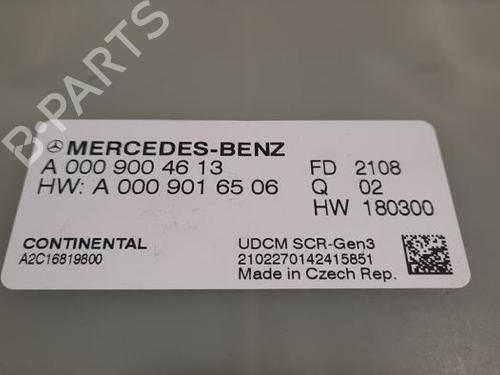 MERCEDES-BENZ
A 000 900 46 13
HW: A 000 901 65 06
FD 2108
Q 02
HW 180300
CONTINENTAL
A2C16819800
UDCM SCR-Gen3
2102270142415851
Made in Czech Rep.
B-PARTS